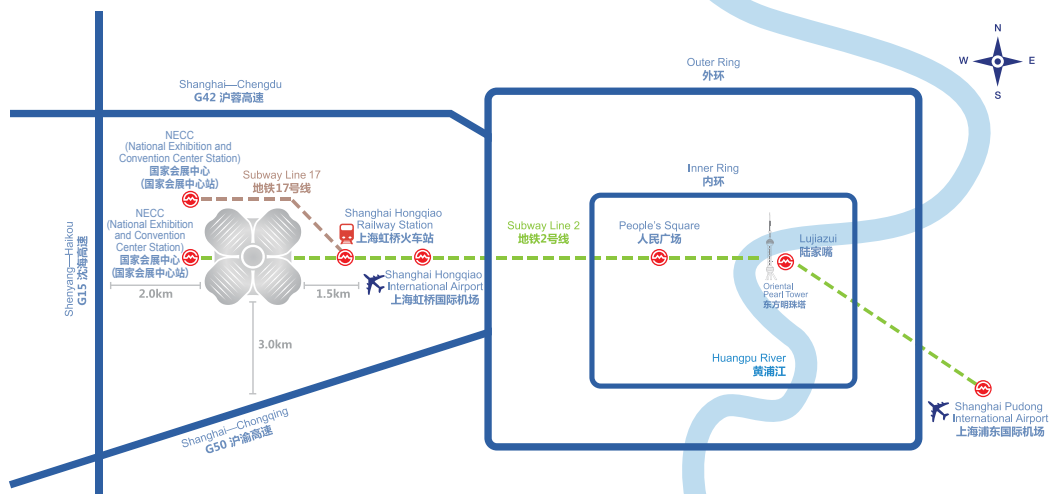 N
W
E
S
Outer Ring
外环
Shanghai—Chengdu
G42 沪蓉高速
NECC
(National Exhibition and
Convention Center Station)
国家会展中心
(国家会展中心站)
Subway Line 17
地铁17号线
Inner Ring
内环
NECC
(National Exhibition
and Convention
Center Station)
国家会展中心
(国家会展中心站)
Shanghai Hongqiao
Railway Station
上海虹桥火车站
Subway Line 2
地铁2号线
People's Square
人民广场
Lujiazui
陆家嘴
Shenyang—Haikou
G15 沈海高速
Shanghai Hongqiao
International Airport
上海虹桥国际机场
Oriental
Pearl Tower
东方明珠塔
2.0km
1.5km
3.0km
Huangpu River
黄浦江
Shanghai—Chongqing
G50 沪渝高速
Shanghai Pudong
International Airport
上海浦东国际机场